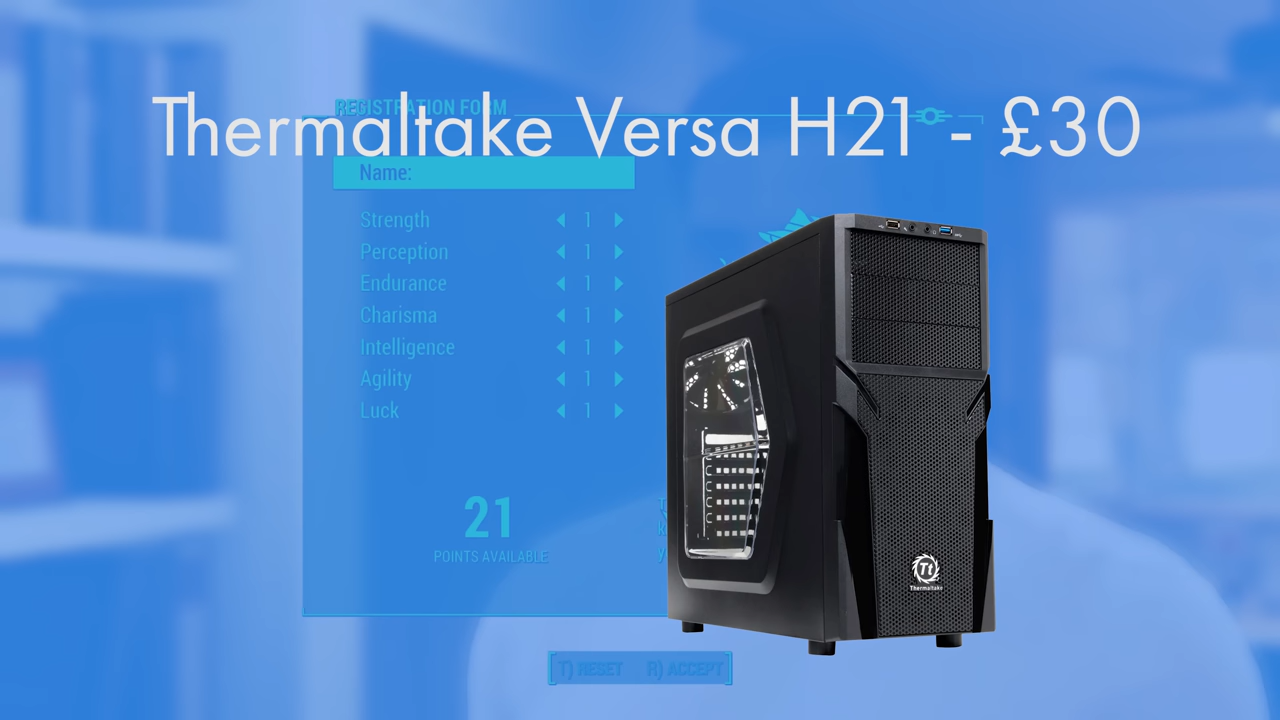 Thermaltake Versa H21 - £30
REGISTRATION FORM
Name:
Strength 1
Perception 1
Endurance 1
Charisma 1
Intelligence 1
Agility 1
Luck 1
21
POINTS AVAILABLE
T) RESET R) ACCEPT
Tt
Thermaltake